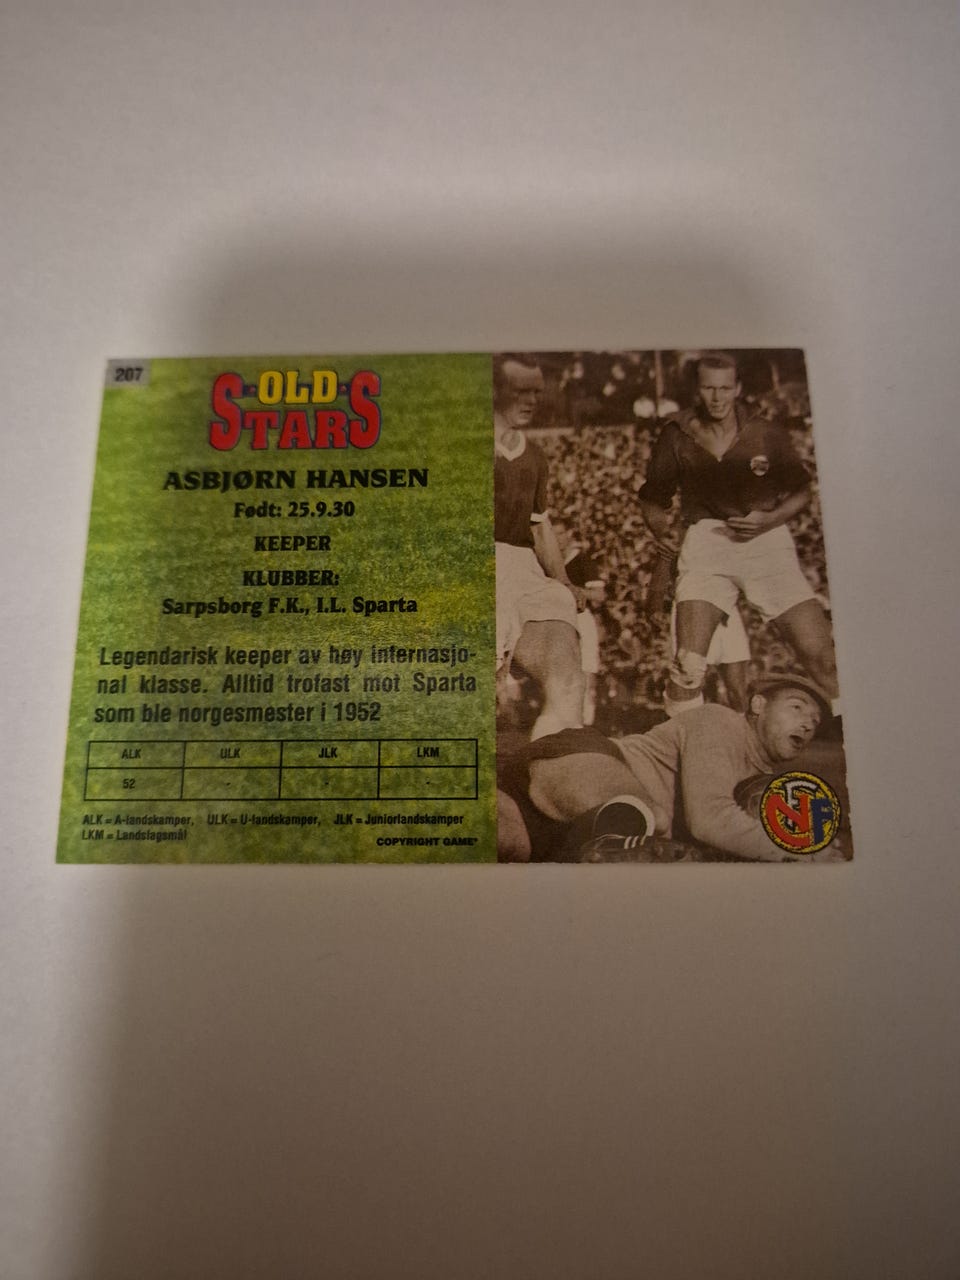 207
OLD
STARS
ASBJØRN HANSEN
Født: 25.9.30
KEEPER
KLUBBER:
Sarpsborg F.K., I.L. Sparta
Legendarisk keeper av høy internasjo-
nal klasse. Alltid trofast mot Sparta
som ble norgesmester i 1952
ALK ULK JLK LKM
52 - - -
ALK = A-landskamper, ULK = U-landskamper, JLK = Juniorlandskamper
LKM = Landslagsmål
COPYRIGHT GAME®
NFF